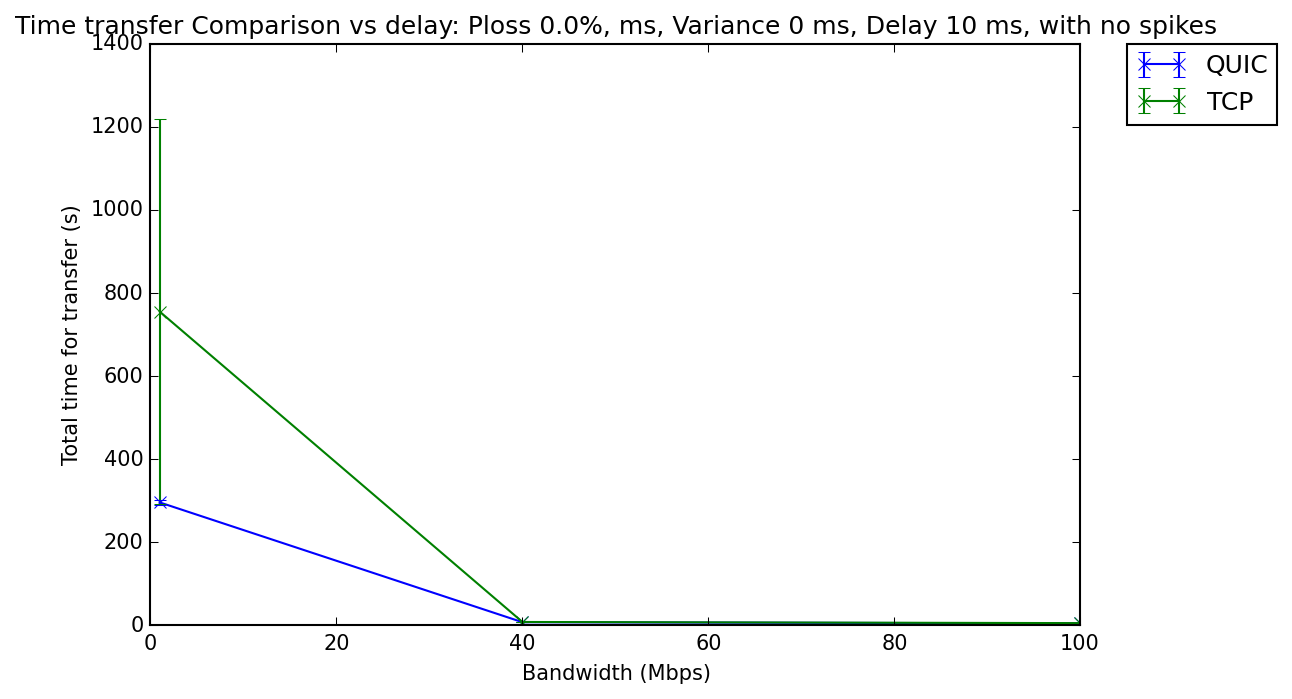 Time transfer Comparison vs delay: Ploss 0.0%, ms, Variance 0 ms, Delay 10 ms, with no spikes
QUIC
TCP
1400
1200
1000
800
600
400
200
0
Total time for transfer (s)
0 20 40 60 80 100
Bandwidth (Mbps)